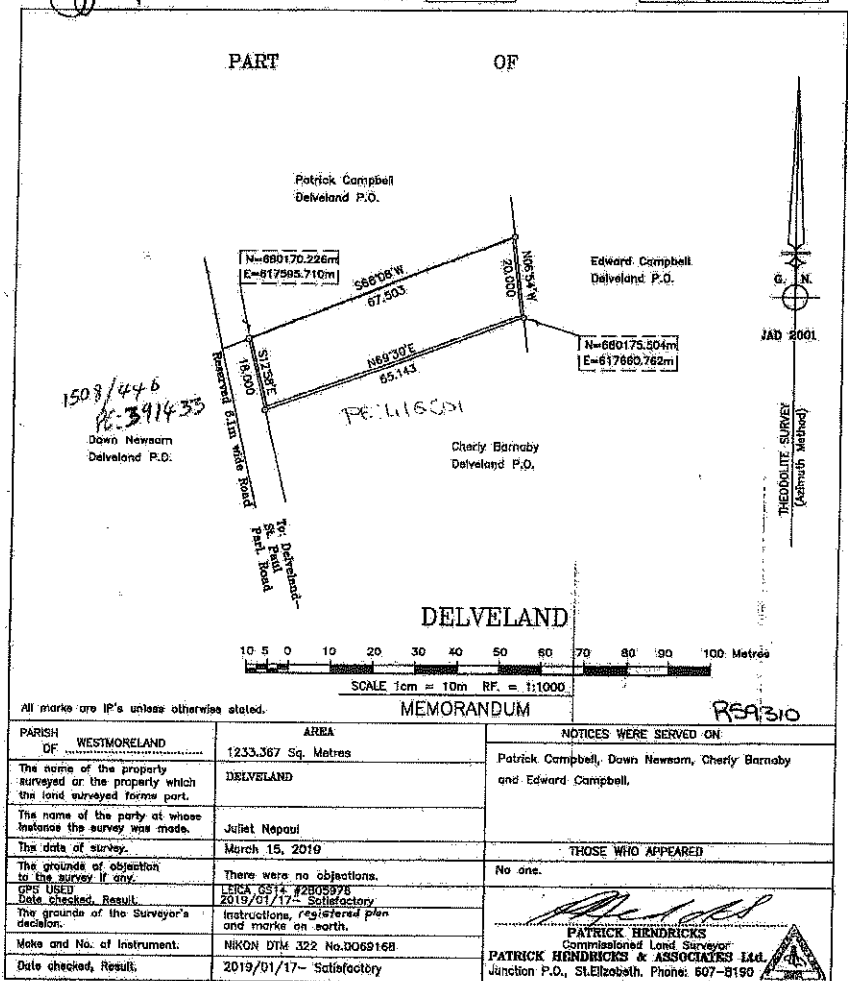 PART OF
Patrick Campbell
Delveland P.O.
N=680170.226m
E=617595.710m
S68°08'W
67.503
N06°54'W
20.000
Edward Campbell
Delveland P.O.
G. N.
JAD 2001
N=680175.504m
E=617660.762m
S12°58'E
18.000
N69°30'E
65.143
Reserved 6.1m wide Road
1508/446
PE:391433
Dawn Newsam
Delveland P.O.
Cherly Barnaby
Delveland P.O.
THEODOLITE SURVEY
(Azimuth Method)
To: Delveland-
St. Paul
Parl. Road
DELVELAND
10 5 0 10 20 30 40 50 60 70 80 90 100 Metres
SCALE 1cm = 10m RF. = 1:1000
All marks are IP's unless otherwise stated.
MEMORANDUM
PARISH OF WESTMORELAND
AREA
1233.367 Sq. Metres
The name of the property
surveyed or the property which
the land surveyed forms part.
DELVELAND
The name of the party at whose
instance the survey was made.
Juliet Nepaul
The date of survey.
March 15, 2019
The grounds of objection
to the survey if any.
There were no objections.
GPS USED
Date checked, Result.
LEICA GS14 #2805978
2019/01/17- Satisfactory
The grounds of the Surveyor's
decision.
Instructions, registered plan
and marks on earth.
Make and No. of Instrument.
NIKON DTM 322 No.D069168
Date checked, Result.
2019/01/17- Satisfactory
NOTICES WERE SERVED ON
Patrick Campbell, Dawn Newsam, Cherly Barnaby
and Edward Campbell.
THOSE WHO APPEARED
No one.
PATRICK HENDRICKS
Commissioned Land Surveyor
PATRICK HENDRICKS & ASSOCIATES Ltd.
Junction P.O., St.Elizabeth. Phone: 607-8190